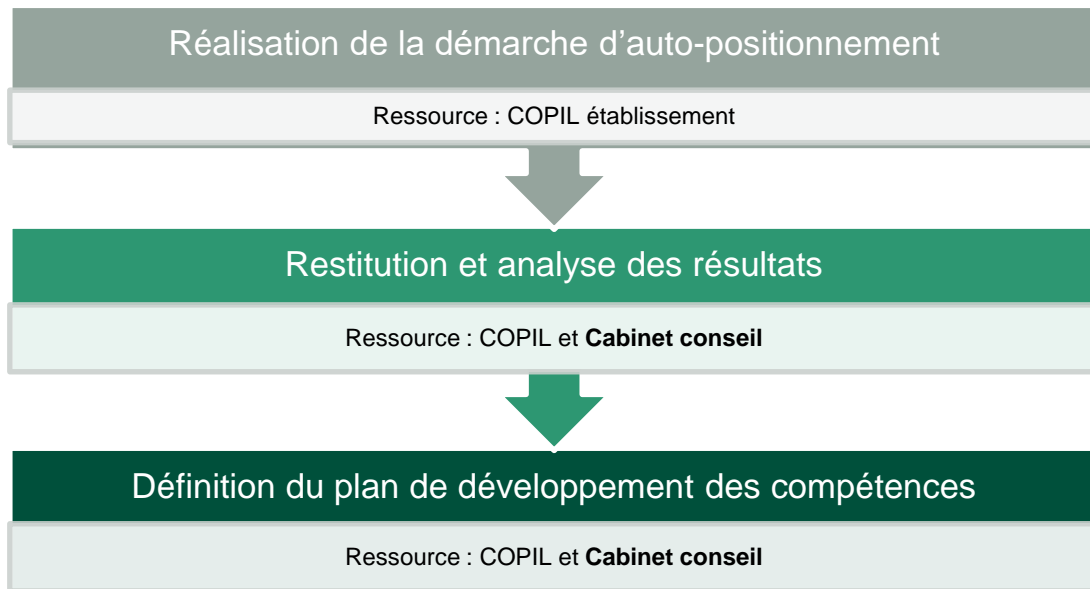 Réalisation de la démarche d’auto-positionnement
Ressource : COPIL établissement
Restitution et analyse des résultats
Ressource : COPIL et Cabinet conseil
Définition du plan de développement des compétences
Ressource : COPIL et Cabinet conseil